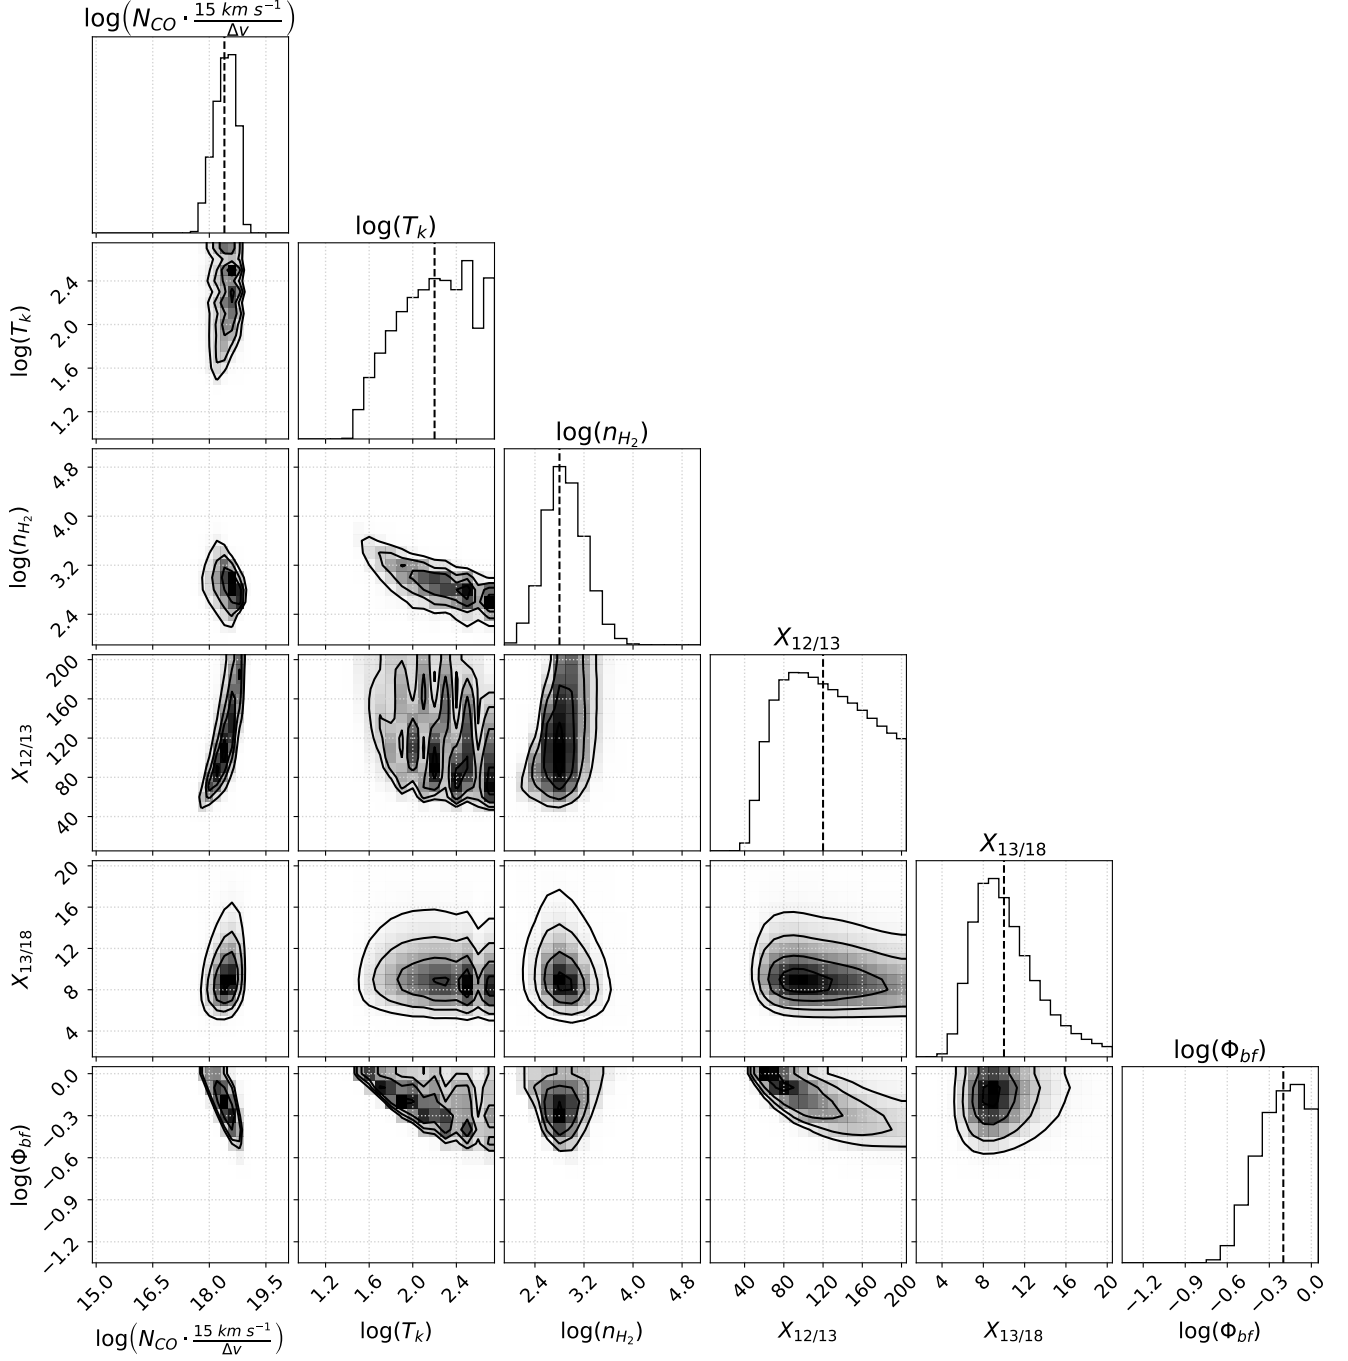 log(N_CO · 15 km s⁻¹/Δv)
log(T_k)
log(T_k)
2.4
2.0
1.6
1.2
log(n_H₂)
log(n_H₂)
4.8
4.0
3.2
2.4
X_12/13
X_12/13
200
160
120
80
40
X_13/18
X_13/18
20
16
12
8
4
log(Φ_bf)
log(Φ_bf)
0.0
−0.3
−0.6
−0.9
−1.2
15.0 16.5 18.0 19.5 1.2 1.6 2.0 2.4 2.4 3.2 4.0 4.8 40 80 120 160 200 4 8 12 16 20 −1.2 −0.9 −0.6 −0.3 0.0
log(N_CO · 15 km s⁻¹/Δv) log(T_k) log(n_H₂) X_12/13 X_13/18 log(Φ_bf)